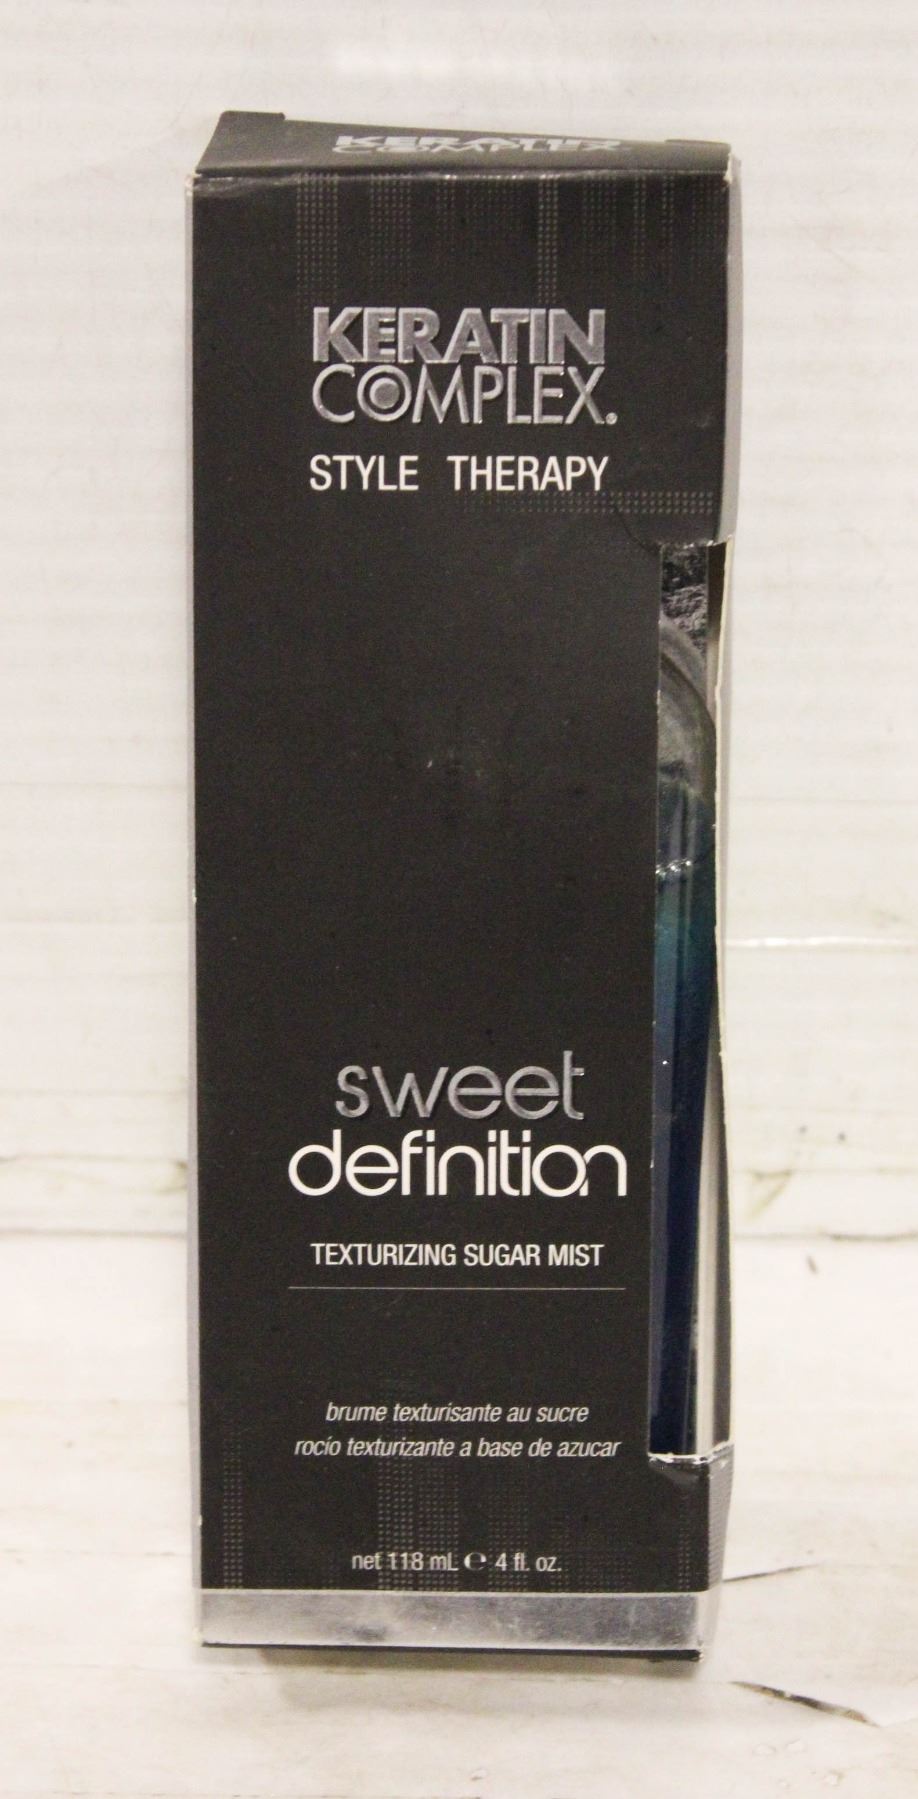 KERATIN
COMPLEX
KERATIN
COMPLEX®
STYLE THERAPY
sweet
definition
TEXTURIZING SUGAR MIST
brume texturisante au sucre
rocío texturizante a base de azucar
net 118 mL ℮ 4 fl. oz.